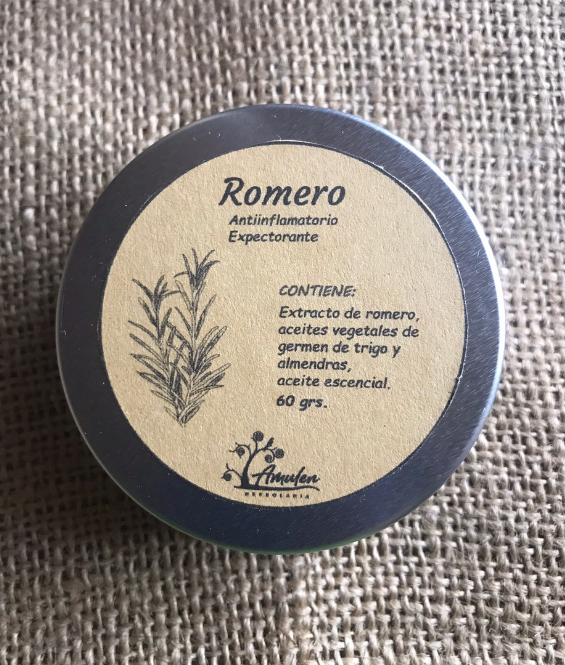 Romero
Antiinflamatorio
Expectorante
CONTIENE:
Extracto de romero,
aceites vegetales de
germen de trigo y
almendras,
aceite escencial.
60 grs.
Amulen
HERBOLARIA